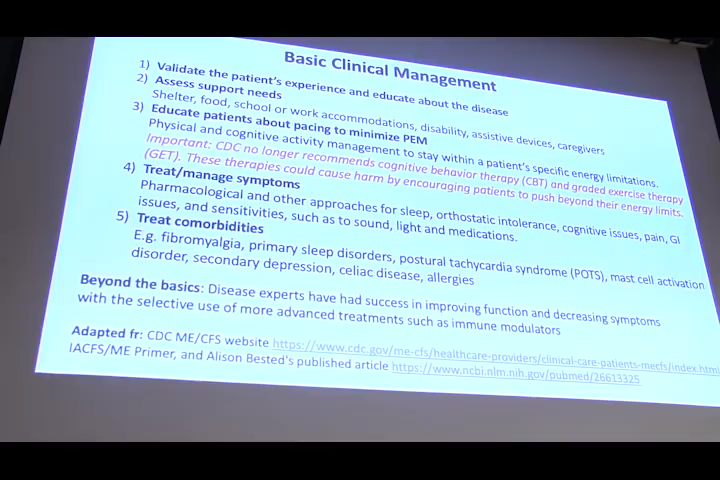 Basic Clinical Management
1) Validate the patient's experience and educate about the disease
2) Assess support needs
Shelter, food, school or work accommodations, disability, assistive devices, caregivers
3) Educate patients about pacing to minimize PEM
Physical and cognitive activity management to stay within a patient's specific energy limitations.
Important: CDC no longer recommends cognitive behavior therapy (CBT) and graded exercise therapy
(GET). These therapies could cause harm by encouraging patients to push beyond their energy limits.
4) Treat/manage symptoms
Pharmacological and other approaches for sleep, orthostatic intolerance, cognitive issues, pain, GI
issues, and sensitivities, such as to sound, light and medications.
5) Treat comorbidities
E.g. fibromyalgia, primary sleep disorders, postural tachycardia syndrome (POTS), mast cell activation
disorder, secondary depression, celiac disease, allergies
Beyond the basics: Disease experts have had success in improving function and decreasing symptoms
with the selective use of more advanced treatments such as immune modulators
Adapted fr: CDC ME/CFS website https://www.cdc.gov/me-cfs/healthcare-providers/clinical-care-patients-mecfs/index.html
IACFS/ME Primer, and Alison Bested's published article https://www.ncbi.nlm.nih.gov/pubmed/26613325